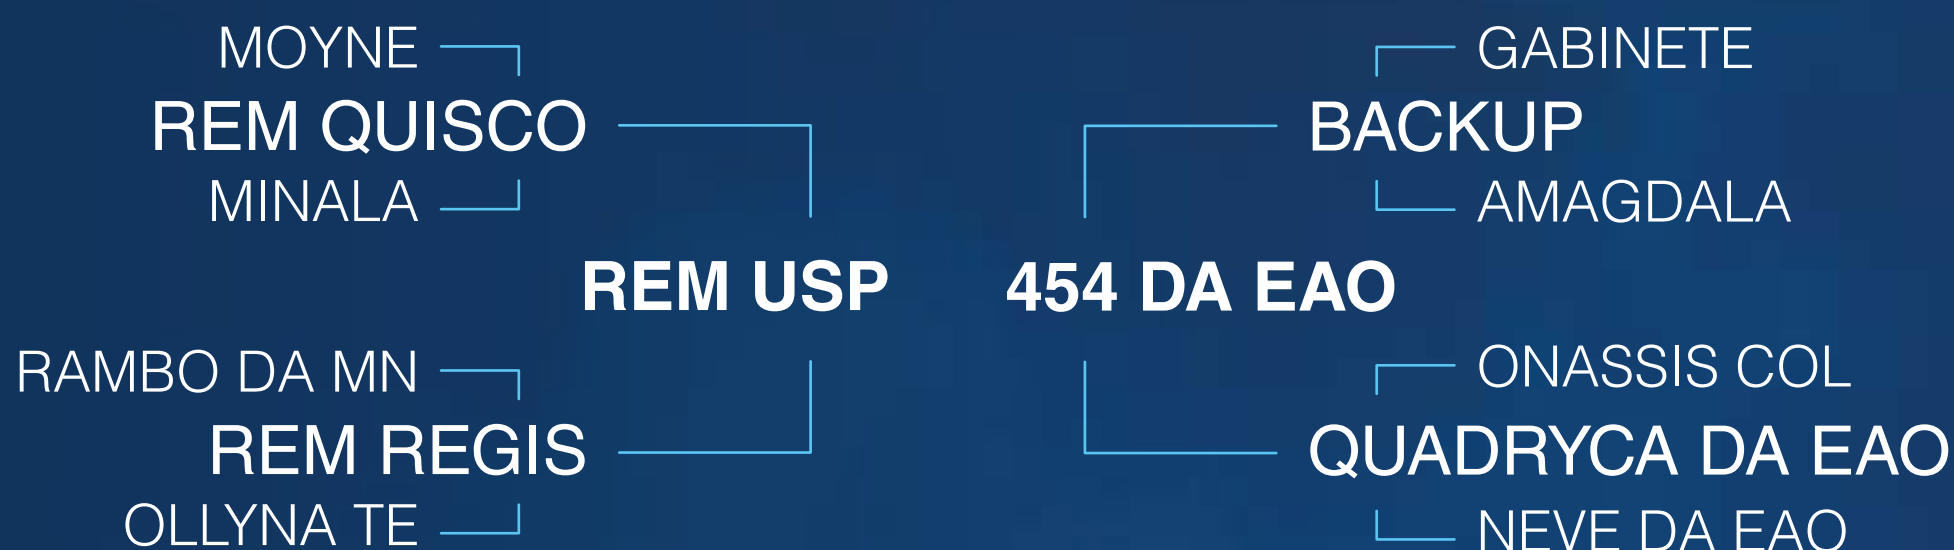 MOYNE
REM QUISCO
MINALA
REM USP
RAMBO DA MN
REM REGIS
OLLYNA TE
GABINETE
BACKUP
AMAGDALA
454 DA EAO
ONASSIS COL
QUADRYCA DA EAO
NEVE DA EAO